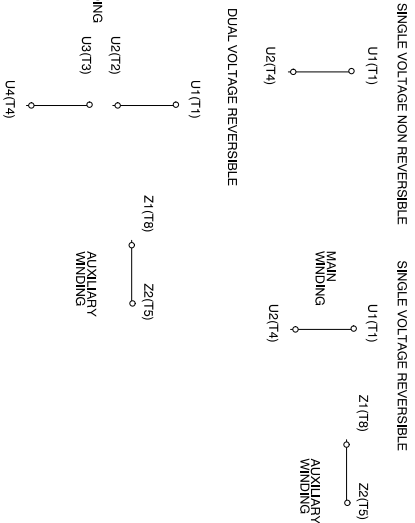 SINGLE VOLTAGE NON REVERSIBLE
U1(T1)
U2(T4)
SINGLE VOLTAGE REVERSIBLE
U1(T1)
MAIN
WINDING
U2(T4)
Z1(T8)
Z2(T5)
AUXILIARY
WINDING
DUAL VOLTAGE REVERSIBLE
U1(T1)
U2(T2)
U3(T3)
U4(T4)
NG
Z1(T8)
Z2(T5)
AUXILIARY
WINDING